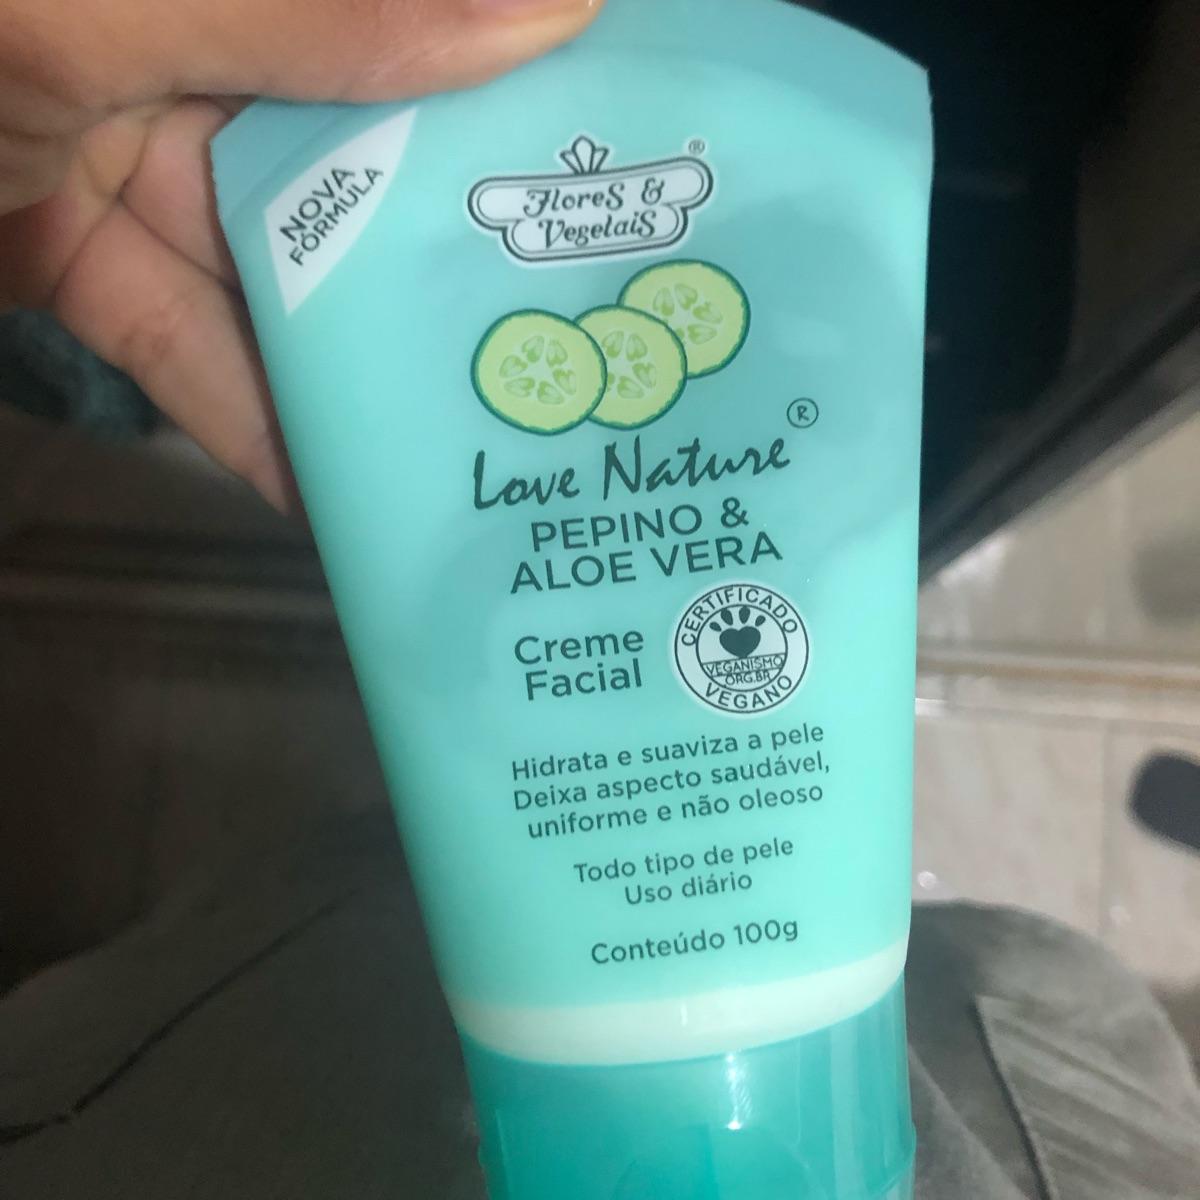 NOVA
FÓRMULA
®
FloreS &
VegetaiS
Love Nature ®
PEPINO &
ALOE VERA
Creme
Facial
CERTIFICADO
VEGANISMO
ORG.BR
VEGANO
Hidrata e suaviza a pele
Deixa aspecto saudável,
uniforme e não oleoso
Todo tipo de pele
Uso diário
Conteúdo 100g